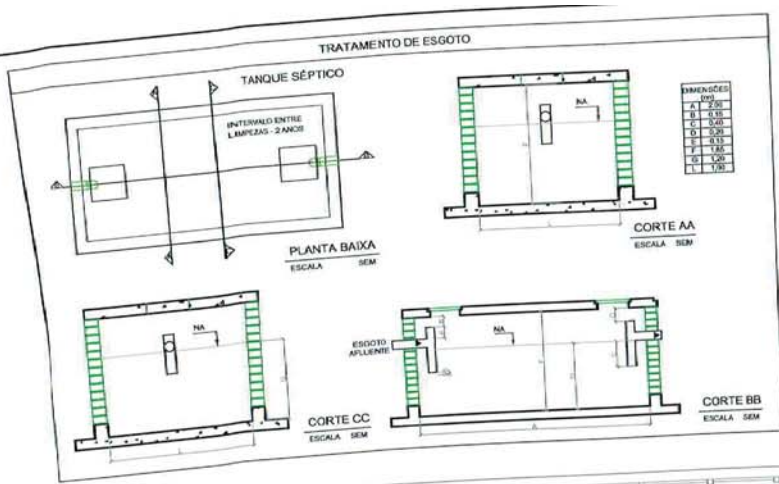 TRATAMENTO DE ESGOTO
TANQUE SÉPTICO
INTERVALO ENTRE
LIMPEZAS - 2 ANOS
PLANTA BAIXA
ESCALA SEM
NA
CORTE AA
ESCALA SEM
DIMENSÕES
(m)
A 2,00
B 0,15
C 0,40
D 0,20
E 0,15
F 1,65
G 1,20
L 1,00
NA
CORTE CC
ESCALA SEM
ESGOTO
AFLUENTE
NA
CORTE BB
ESCALA SEM